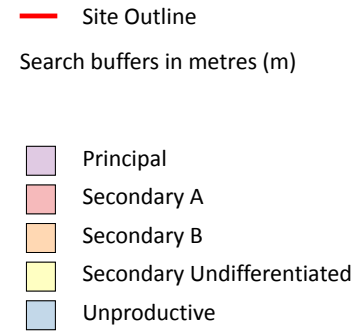 Site Outline
Search buffers in metres (m)
Principal
Secondary A
Secondary B
Secondary Undifferentiated
Unproductive